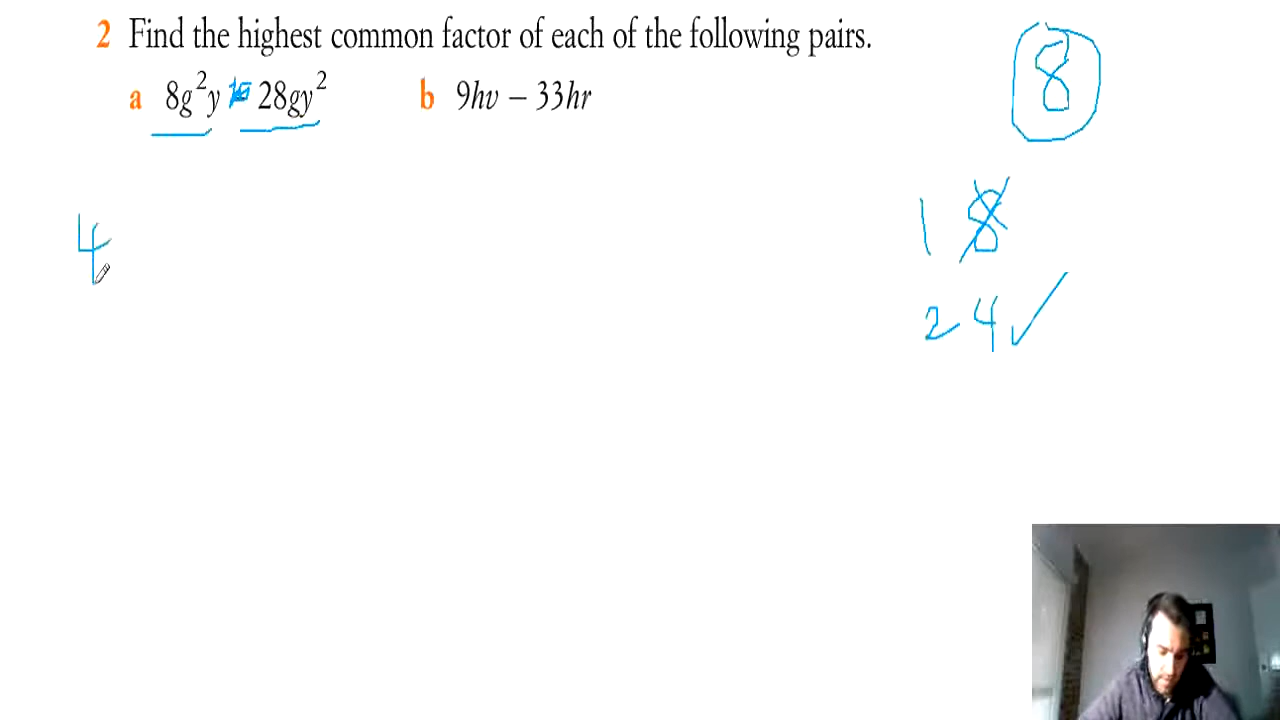 2 Find the highest common factor of each of the following pairs.
a 8g²y 28gy² b 9hv – 33hr
8
1 8
2 4 ✓
4